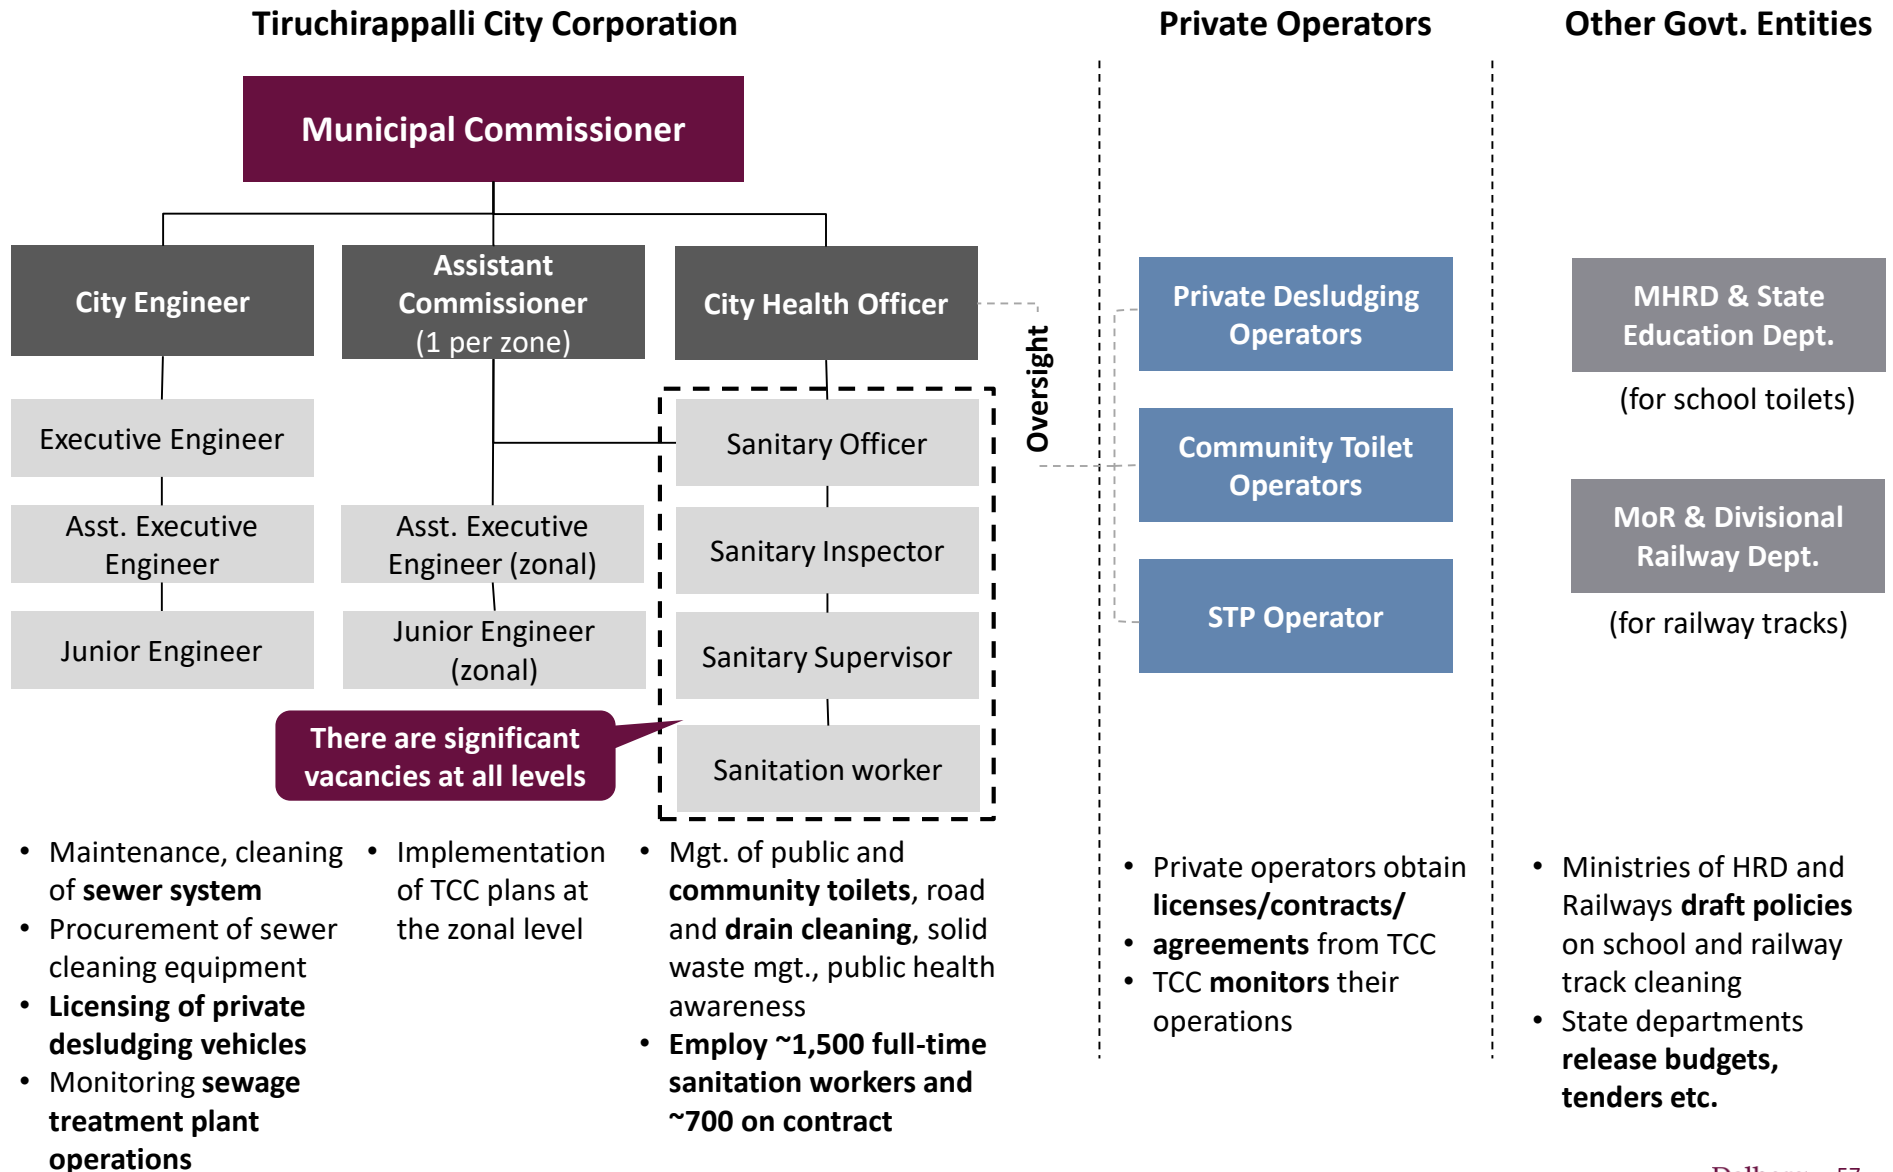 Tiruchirappalli City Corporation
Private Operators
Other Govt. Entities
Municipal Commissioner
City Engineer
Assistant
Commissioner
(1 per zone)
City Health Officer
Executive Engineer
Asst. Executive
Engineer
Junior Engineer
Asst. Executive
Engineer (zonal)
Junior Engineer
(zonal)
Sanitary Officer
Sanitary Inspector
Sanitary Supervisor
Sanitation worker
There are significant
vacancies at all levels
Oversight
Private Desludging
Operators
Community Toilet
Operators
STP Operator
MHRD & State
Education Dept.
(for school toilets)
MoR & Divisional
Railway Dept.
(for railway tracks)
• Maintenance, cleaning
of sewer system
• Procurement of sewer
cleaning equipment
• Licensing of private
desludging vehicles
• Monitoring sewage
treatment plant
operations
• Implementation
of TCC plans at
the zonal level
• Mgt. of public and
community toilets, road
and drain cleaning, solid
waste mgt., public health
awareness
• Employ ~1,500 full-time
sanitation workers and
~700 on contract
• Private operators obtain
licenses/contracts/
• agreements from TCC
• TCC monitors their
operations
• Ministries of HRD and
Railways draft policies
on school and railway
track cleaning
• State departments
release budgets,
tenders etc.